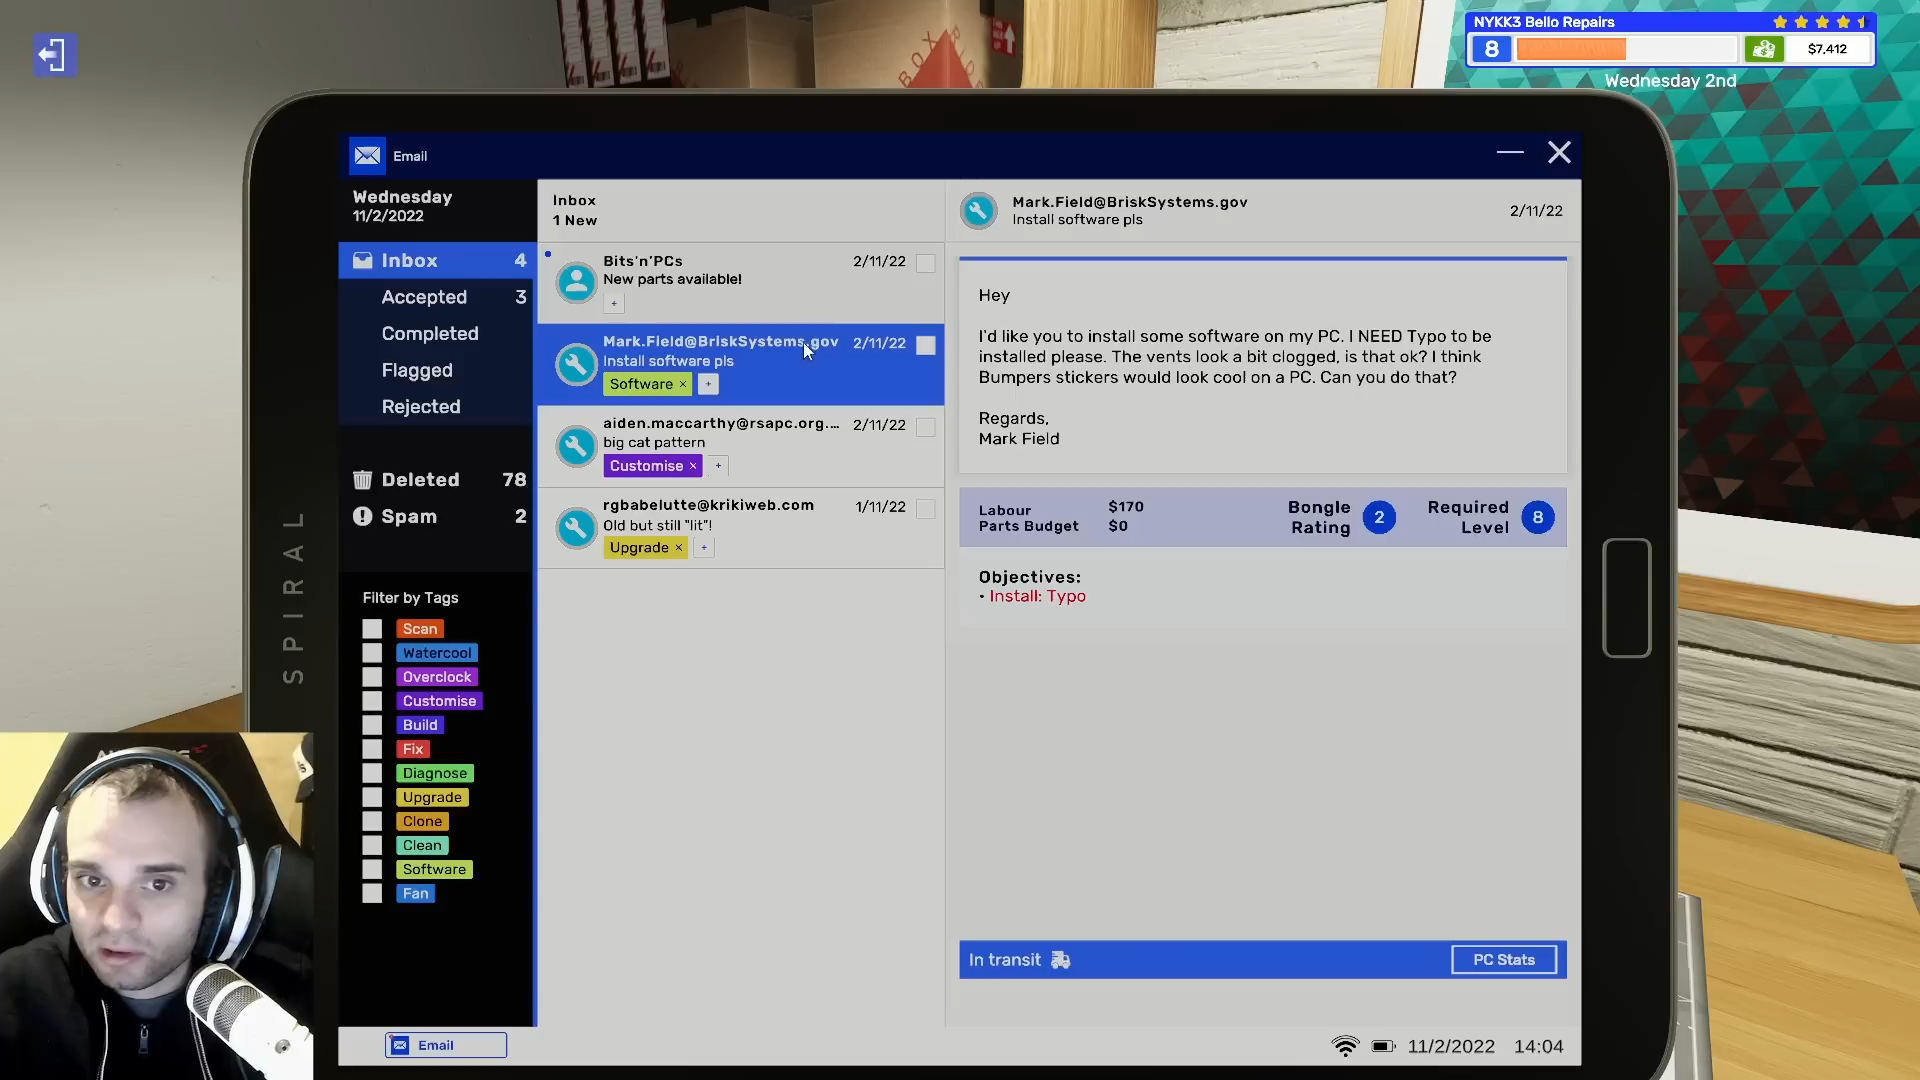 NYKK3 Bello Repairs
8
$7,412
Wednesday 2nd
Email
Wednesday
11/2/2022
Inbox 4
Accepted 3
Completed
Flagged
Rejected
Deleted 78
Spam 2
Filter by Tags
Scan
Watercool
Overclock
Customise
Build
Fix
Diagnose
Upgrade
Clone
Clean
Software
Fan
Inbox
1 New
Bits'n'PCs 2/11/22
New parts available!
+
Mark.Field@BriskSystems.gov 2/11/22
Install software pls
Software × +
aiden.maccarthy@rsapc.org.... 2/11/22
big cat pattern
Customise × +
rgbabelutte@krikiweb.com 1/11/22
Old but still "lit"!
Upgrade × +
Mark.Field@BriskSystems.gov
Install software pls
2/11/22
Hey
I'd like you to install some software on my PC. I NEED Typo to be
installed please. The vents look a bit clogged, is that ok? I think
Bumpers stickers would look cool on a PC. Can you do that?
Regards,
Mark Field
Labour $170
Parts Budget $0
Bongle Rating 2
Required Level 8
Objectives:
• Install: Typo
In transit
PC Stats
Email
11/2/2022 14:04
SPIRAL